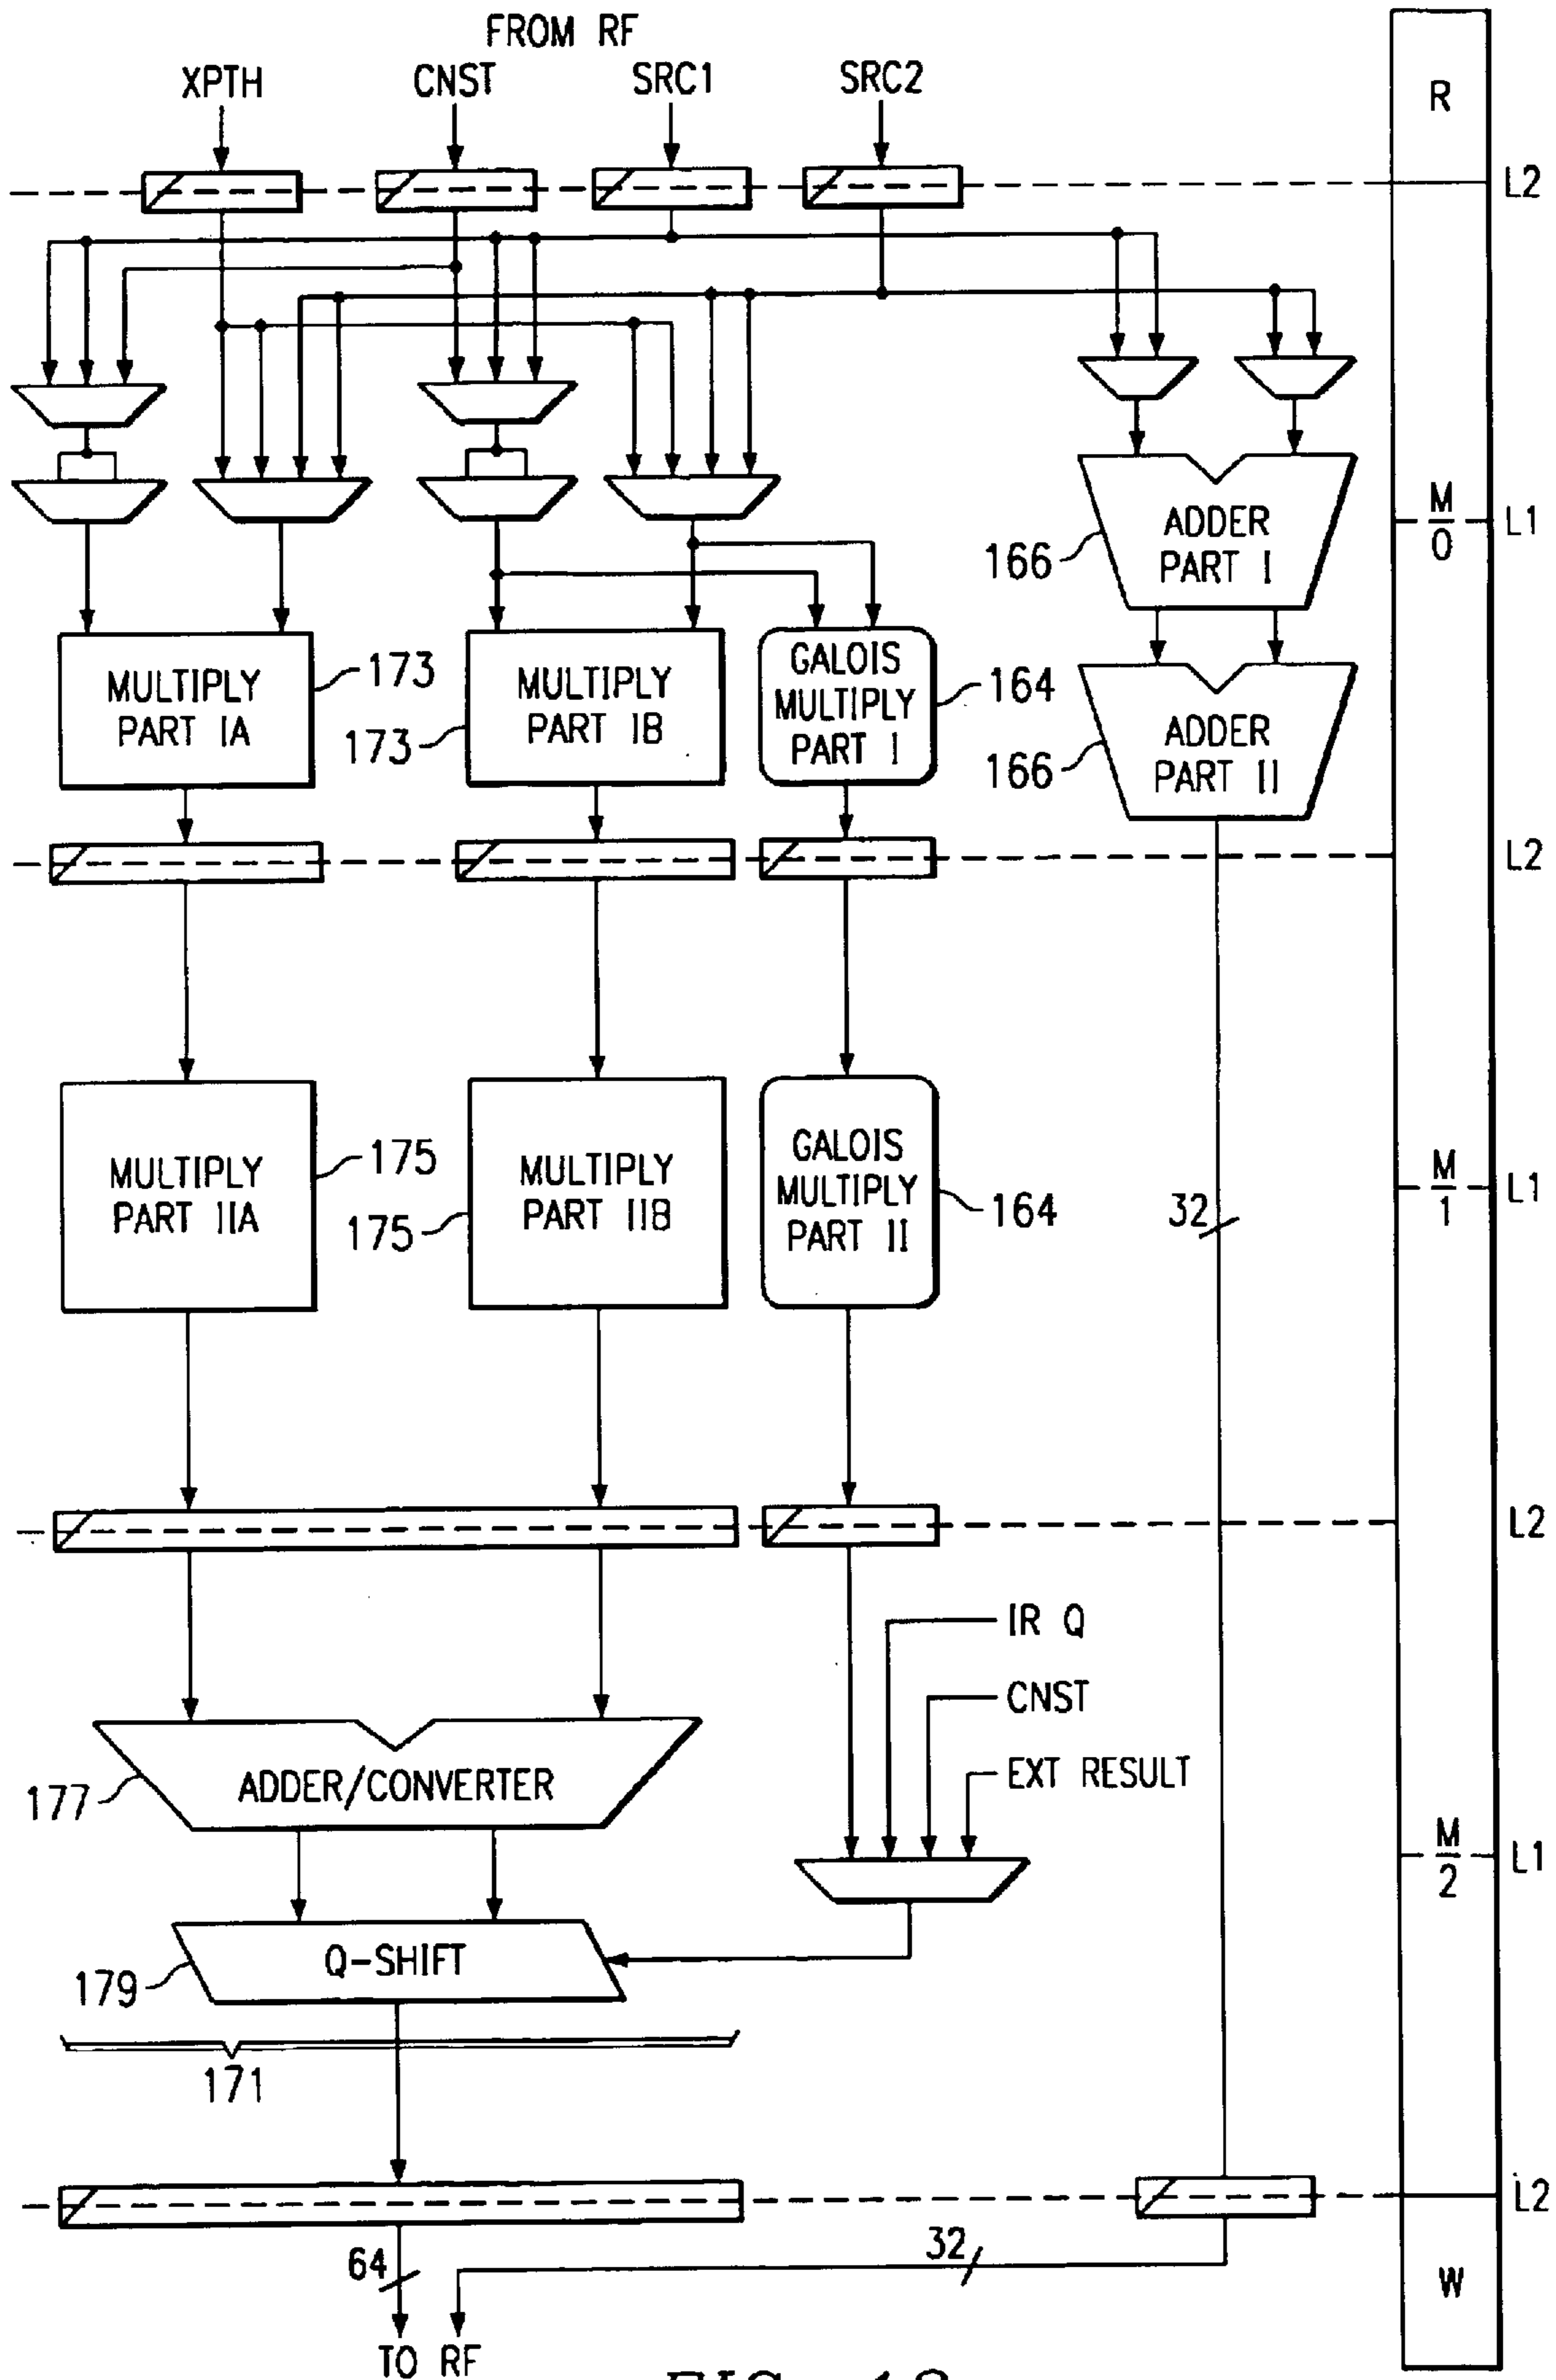 FROM RF
XPTH
CNST
SRC1
SRC2
R
L2
M
0
L1
ADDER
PART I
166
MULTIPLY
PART IA
173
MULTIPLY
PART IB
173
GALOIS
MULTIPLY
PART I
164
ADDER
PART II
166
L2
MULTIPLY
PART IIA
175
MULTIPLY
PART IIB
175
GALOIS
MULTIPLY
PART II
164
32
M
1
L1
L2
IR Q
CNST
EXT RESULT
ADDER/CONVERTER
177
M
2
L1
Q-SHIFT
179
171
L2
64
32
W
TO RF